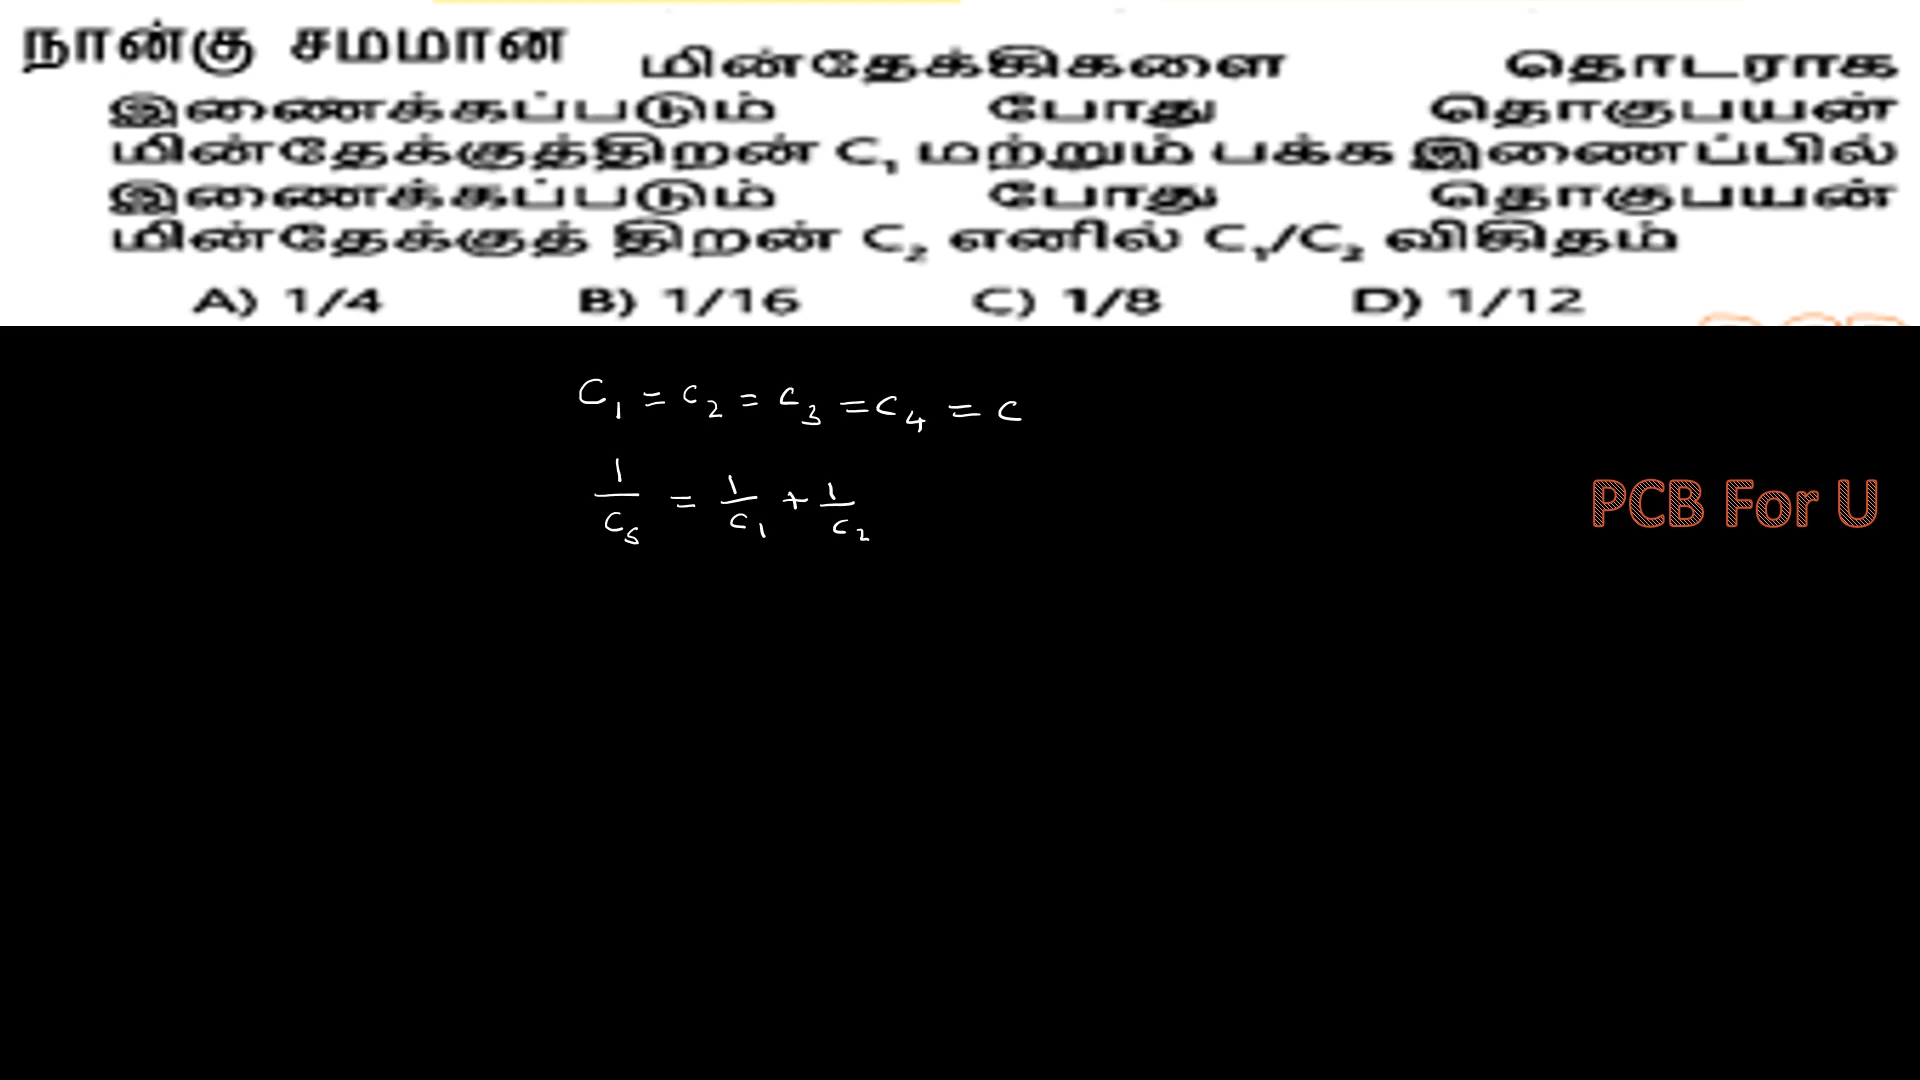 நான்கு சமமான மின்தேக்கிகளை தொடராக
இணைக்கப்படும் போது தொகுபயன்
மின்தேக்குத்திறன் C₁ மற்றும் பக்க இணைப்பில்
இணைக்கப்படும் போது தொகுபயன்
மின்தேக்குத் திறன் C₂ எனில் C₁/C₂ விகிதம்
A) 1/4 B) 1/16 C) 1/8 D) 1/12
C₁ = C₂ = C₃ = C₄ = C
1/Cₛ = 1/C₁ + 1/C₂
PCB For U